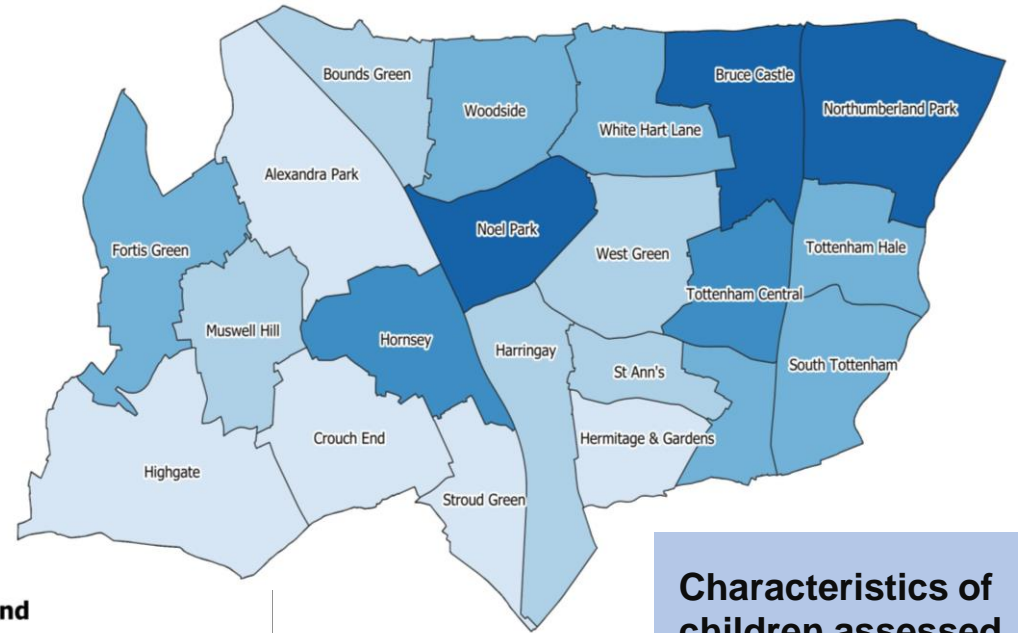 Bounds Green
Woodside
Bruce Castle
Northumberland Park
White Hart Lane
Alexandra Park
Noel Park
Fortis Green
West Green
Tottenham Hale
Tottenham Central
Muswell Hill
Hornsey
Harringay
St Ann's
South Tottenham
Crouch End
Hermitage & Gardens
Highgate
Stroud Green
Characteristics of
children assessed